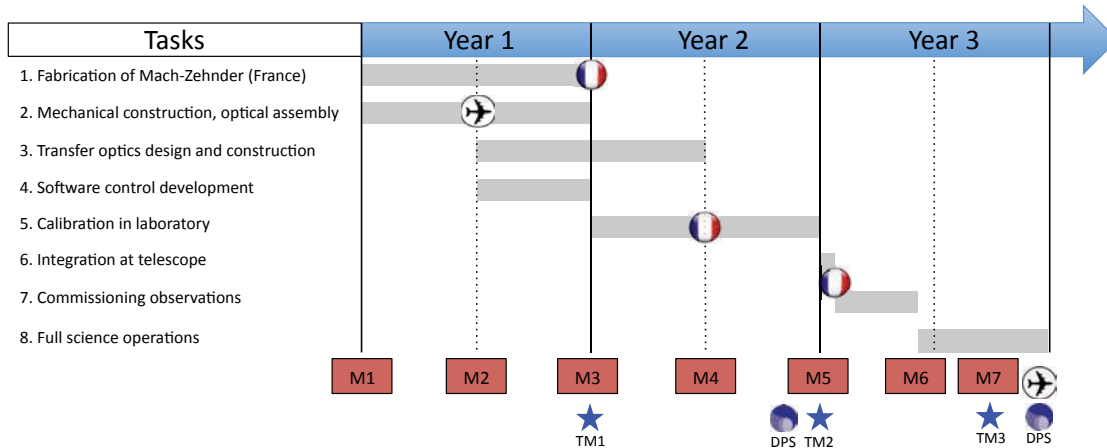 Tasks Year 1 Year 2 Year 3
1. Fabrication of Mach-Zehnder (France)
2. Mechanical construction, optical assembly
3. Transfer optics design and construction
4. Software control development
5. Calibration in laboratory
6. Integration at telescope
7. Commissioning observations
8. Full science operations
M1 M2 M3 M4 M5 M6 M7
TM1 DPS TM2 TM3 DPS